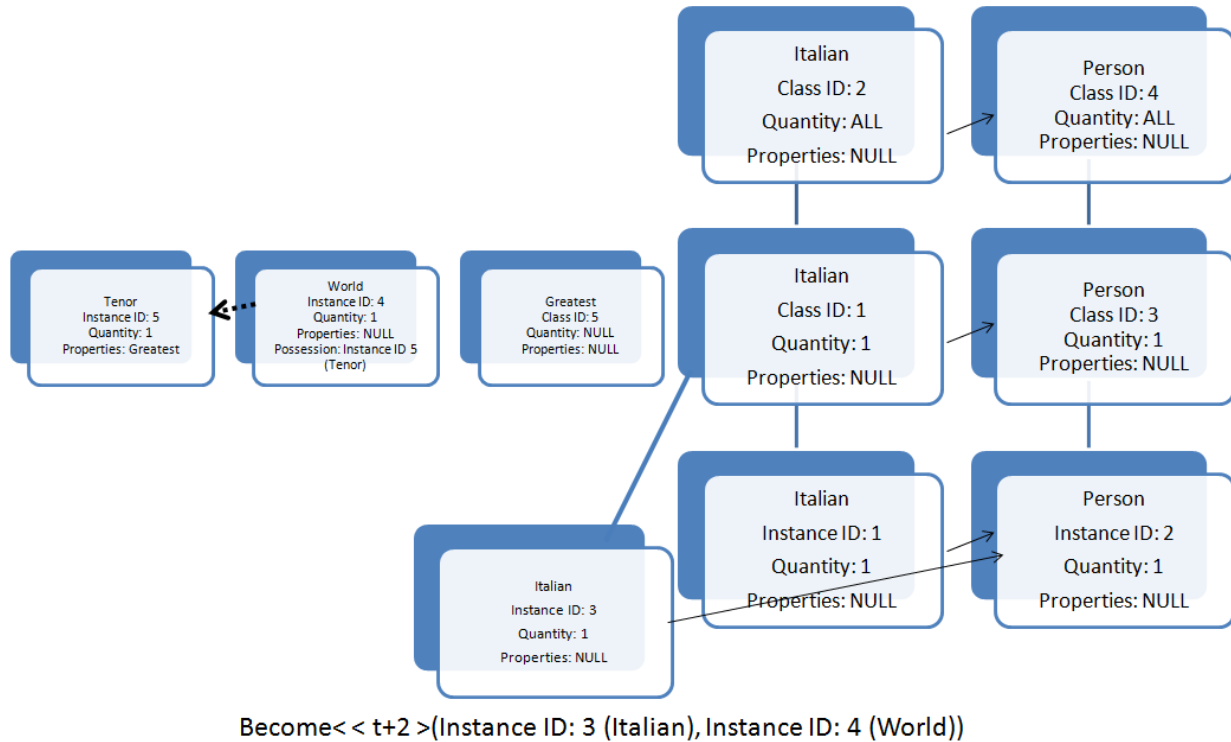 Italian
Class ID: 2
Quantity: ALL
Properties: NULL
Person
Class ID: 4
Quantity: ALL
Properties: NULL
Tenor
Instance ID: 5
Quantity: 1
Properties: Greatest
World
Instance ID: 4
Quantity: 1
Properties: NULL
Possession: Instance ID 5
(Tenor)
Greatest
Class ID: 5
Quantity: NULL
Properties: NULL
Italian
Class ID: 1
Quantity: 1
Properties: NULL
Person
Class ID: 3
Quantity: 1
Properties: NULL
Italian
Instance ID: 3
Quantity: 1
Properties: NULL
Italian
Instance ID: 1
Quantity: 1
Properties: NULL
Person
Instance ID: 2
Quantity: 1
Properties: NULL
Become< < t+2 >(Instance ID: 3 (Italian), Instance ID: 4 (World))